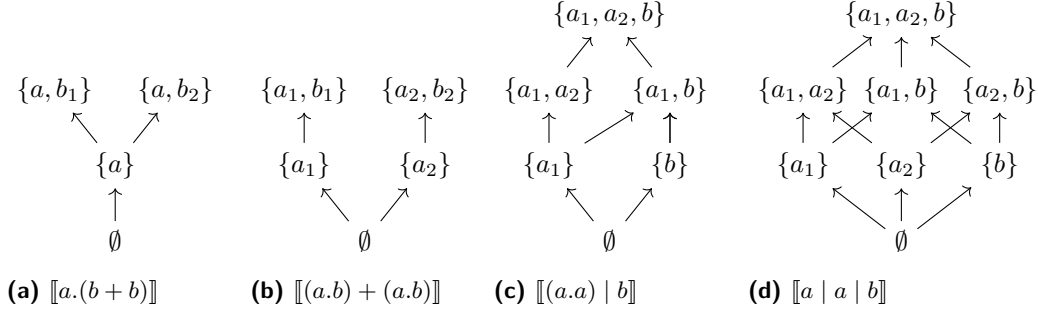 {a₁, a₂, b} {a₁, a₂, b}
{a, b₁} {a, b₂} {a₁, b₁} {a₂, b₂} {a₁, a₂} {a₁, b} {a₁, a₂} {a₁, b} {a₂, b}
{a} {a₁} {a₂} {a₁} {b} {a₁} {a₂} {b}
∅ ∅ ∅ ∅
(a) ⟦a.(b + b)⟧ (b) ⟦(a.b) + (a.b)⟧ (c) ⟦(a.a) | b⟧ (d) ⟦a | a | b⟧